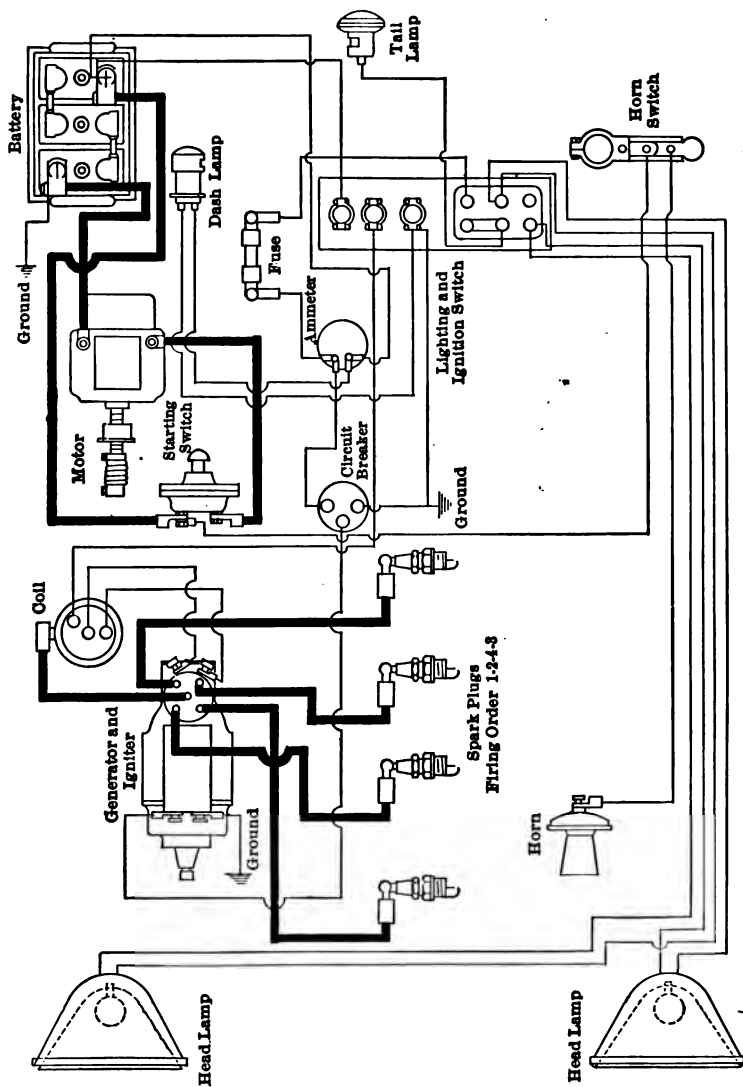 Battery
Ground
Coil
Motor
Generator and
Igniter
Starting
Switch
Head Lamp
Dash Lamp
Ground
Fuse
Ammeter
Circuit
Breaker
Tail
Lamp
Lighting and
Ignition Switch
Ground
Spark Plugs
Firing Order 1-2-4-3
Horn
Head Lamp
Horn
Switch